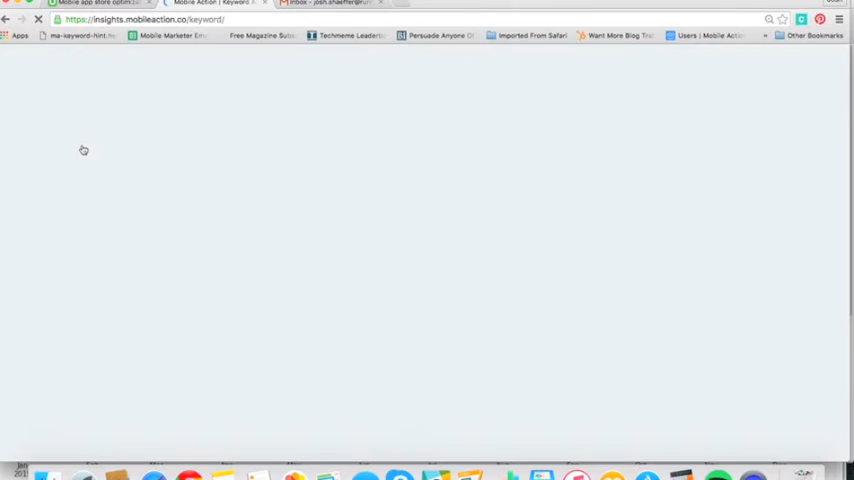 Mobile app store optimiz
Mobile Action | Keyword
Inbox - josh.shaeffer@
https://insights.mobileaction.co/keyword/
Apps
ma-keyword-hint.
Mobile Marketer Em
Free Magazine Subs
Techmeme Leaderb
Persuade Anyone O
Imported From Safari
Want More Blog Traf
Users | Mobile Actio
»
Other Bookmarks